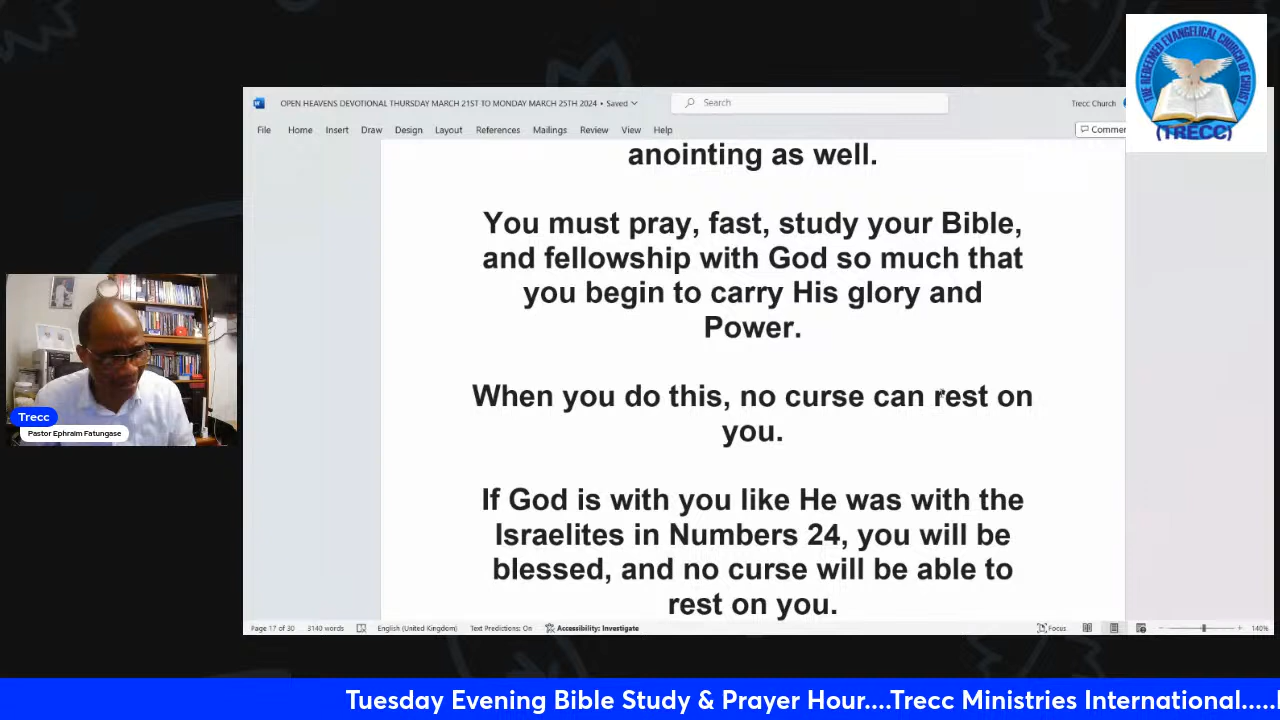 OPEN HEAVENS DEVOTIONAL THURSDAY MARCH 21ST TO MONDAY MARCH 25TH 2024 • Saved
Search
Trecc Church
File Home Insert Draw Design Layout References Mailings Review View Help
Commen
THE REDEEMED EVANGELICAL CHURCH OF CHRIST
(TRECC)
anointing as well.
You must pray, fast, study your Bible,
and fellowship with God so much that
you begin to carry His glory and
Power.
When you do this, no curse can rest on
you.
If God is with you like He was with the
Israelites in Numbers 24, you will be
blessed, and no curse will be able to
rest on you.
Trecc
Pastor Ephraim Fatungase
Page 17 of 30 3140 words English (United Kingdom) Text Predictions: On Accessibility: Investigate Focus 140%
Tuesday Evening Bible Study & Prayer Hour....Trecc Ministries International.....